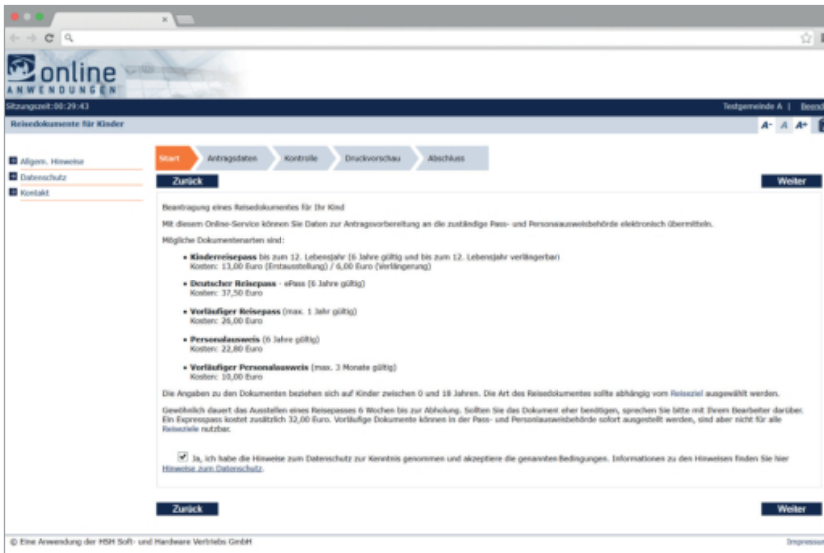 online
ANWENDUNGEN
Sitzungszeit:00:29:43
Testgemeinde A | Beend
Reisedokumente für Kinder
A- A A+
Allgem. Hinweise
Datenschutz
Kontakt
Start Antragsdaten Kontrolle Druckvorschau Abschluss
Zurück Weiter
Beantragung eines Reisedokumentes für Ihr Kind
Mit diesem Online-Service können Sie Daten zur Antragsvorbereitung an die zuständige Pass- und Personalausweisbehörde elektronisch übermitteln.
Mögliche Dokumentenarten sind:
Kinderreisepass bis zum 12. Lebensjahr (6 Jahre gültig und bis zum 12. Lebensjahr verlängerbar)
Kosten: 13,00 Euro (Erstausstellung) / 6,00 Euro (Verlängerung)
Deutscher Reisepass - ePass (6 Jahre gültig)
Kosten: 37,50 Euro
Vorläufiger Reisepass (max. 1 Jahr gültig)
Kosten: 26,00 Euro
Personalausweis (6 Jahre gültig)
Kosten: 22,80 Euro
Vorläufiger Personalausweis (max. 3 Monate gültig)
Kosten: 10,00 Euro
Die Angaben zu den Dokumenten beziehen sich auf Kinder zwischen 0 und 18 Jahren. Die Art des Reisedokumentes sollte abhängig vom Reiseziel ausgewählt werden.
Gewöhnlich dauert das Ausstellen eines Reisepasses 6 Wochen bis zur Abholung. Sollten Sie das Dokument eher benötigen, sprechen Sie bitte mit Ihrem Bearbeiter darüber.
Ein Expresspass kostet zusätzlich 32,00 Euro. Vorläufige Dokumente können in der Pass- und Personlausweisbehörde sofort ausgestellt werden, sind aber nicht für alle
Reiseziele nutzbar.
Ja, ich habe die Hinweise zum Datenschutz zur Kenntnis genommen und akzeptiere die genannten Bedingungen. Informationen zu den Hinweisen finden Sie hier
Hinweise zum Datenschutz.
Zurück Weiter
© Eine Anwendung der HSH Soft- und Hardware Vertriebs GmbH
Impressum